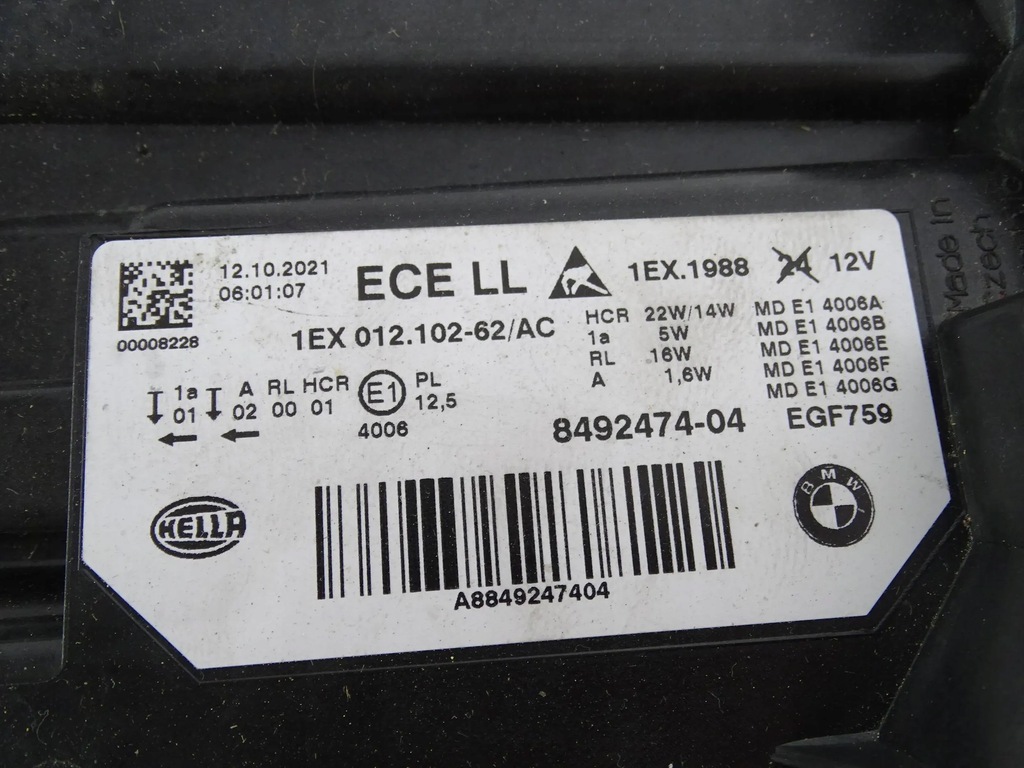 12.10.2021
06:01:07
00008228
ECE LL
1EX.1988
24 12V
1EX 012.102-62/AC
HCR 22W/14W
1a 5W
RL 16W
A 1,6W
MD E1 4006A
MD E1 4006B
MD E1 4006E
MD E1 4006F
MD E1 4006G
1a A RL HCR
01 02 00 01
E1
4006
PL
12,5
8492474-04
EGF759
HELLA
A8849247404
BMW
Made in